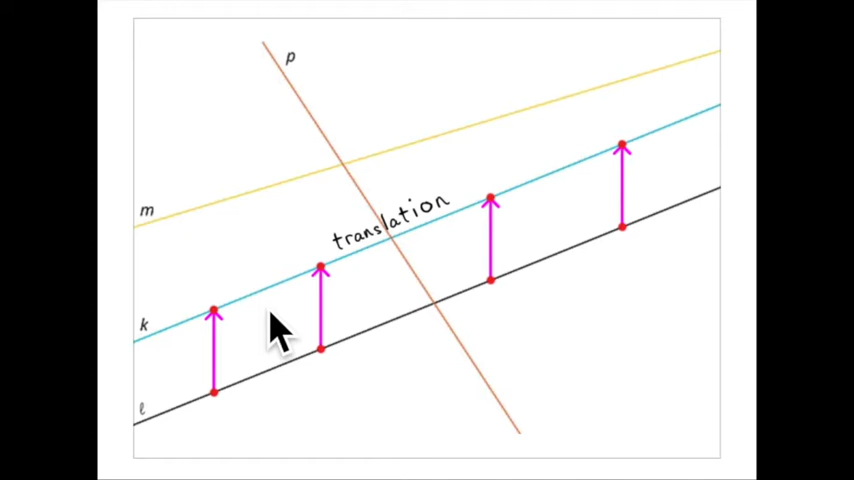 p
m
translation
k
ℓ